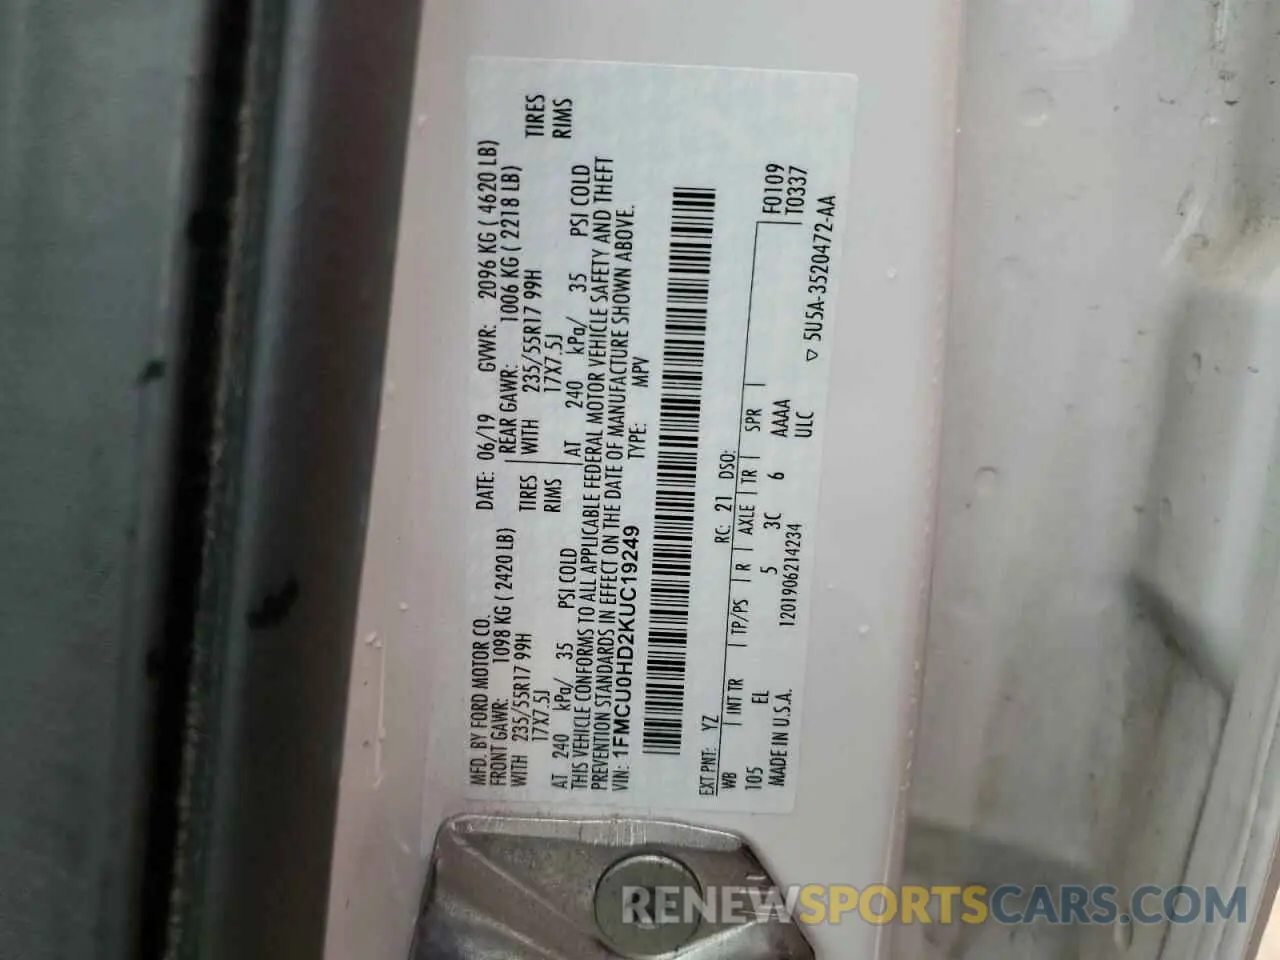 MFD. BY FORD MOTOR CO.
DATE: 06/19 GVWR: 2096 KG ( 4620 LB)
FRONT GAWR: 1098 KG ( 2420 LB) REAR GAWR: 1006 KG ( 2218 LB)
WITH 235/55R17 99H TIRES WITH 235/55R17 99H TIRES
17X7.5J RIMS 17X7.5J RIMS
AT 240 kPa/ 35 PSI COLD AT 240 kPa/ 35 PSI COLD
THIS VEHICLE CONFORMS TO ALL APPLICABLE FEDERAL MOTOR VEHICLE SAFETY AND THEFT
PREVENTION STANDARDS IN EFFECT ON THE DATE OF MANUFACTURE SHOWN ABOVE.
VIN: 1FMCU0HD2KUC19249 TYPE: MPV
EXT PNT: YZ RC: 21 DSO: F0109
WB INT TR TP/PS R AXLE TR SPR T0337
105 EL 5 3C 6 AAAA
MADE IN U.S.A. 1201906214234 ULC
▽ 5U5A-3520472-AA
RENEWSPORTSCARS.COM